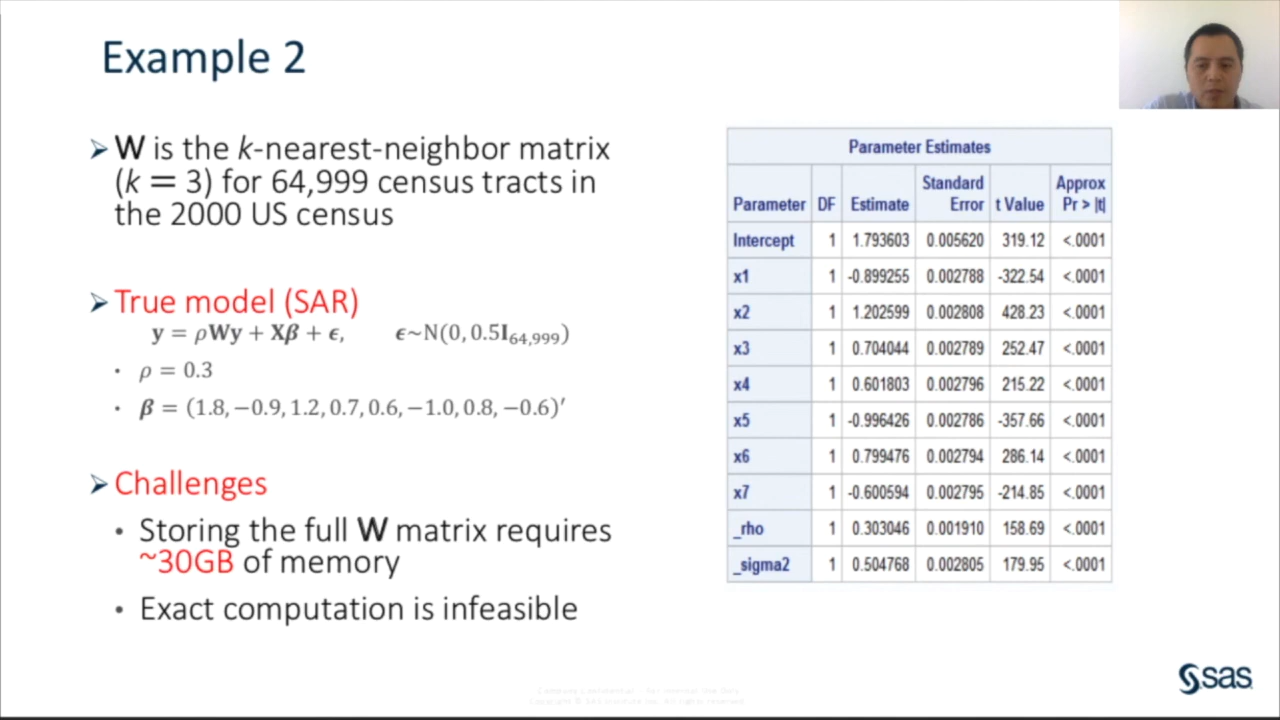 Example 2
➢ W is the k-nearest-neighbor matrix
(k = 3) for 64,999 census tracts in
the 2000 US census
➢ True model (SAR)
y = ρWy + Xβ + ϵ, ϵ~N(0, 0.5I₆₄,₉₉₉)
• ρ = 0.3
• β = (1.8, −0.9, 1.2, 0.7, 0.6, −1.0, 0.8, −0.6)′
➢ Challenges
• Storing the full W matrix requires
~30GB of memory
• Exact computation is infeasible
Parameter Estimates
Parameter DF Estimate Standard Error t Value Approx Pr > |t|
Intercept 1 1.793603 0.005620 319.12 <.0001
x1 1 -0.899255 0.002788 -322.54 <.0001
x2 1 1.202599 0.002808 428.23 <.0001
x3 1 0.704044 0.002789 252.47 <.0001
x4 1 0.601803 0.002796 215.22 <.0001
x5 1 -0.996426 0.002786 -357.66 <.0001
x6 1 0.799476 0.002794 286.14 <.0001
x7 1 -0.600594 0.002795 -214.85 <.0001
_rho 1 0.303046 0.001910 158.69 <.0001
_sigma2 1 0.504768 0.002805 179.95 <.0001
sas